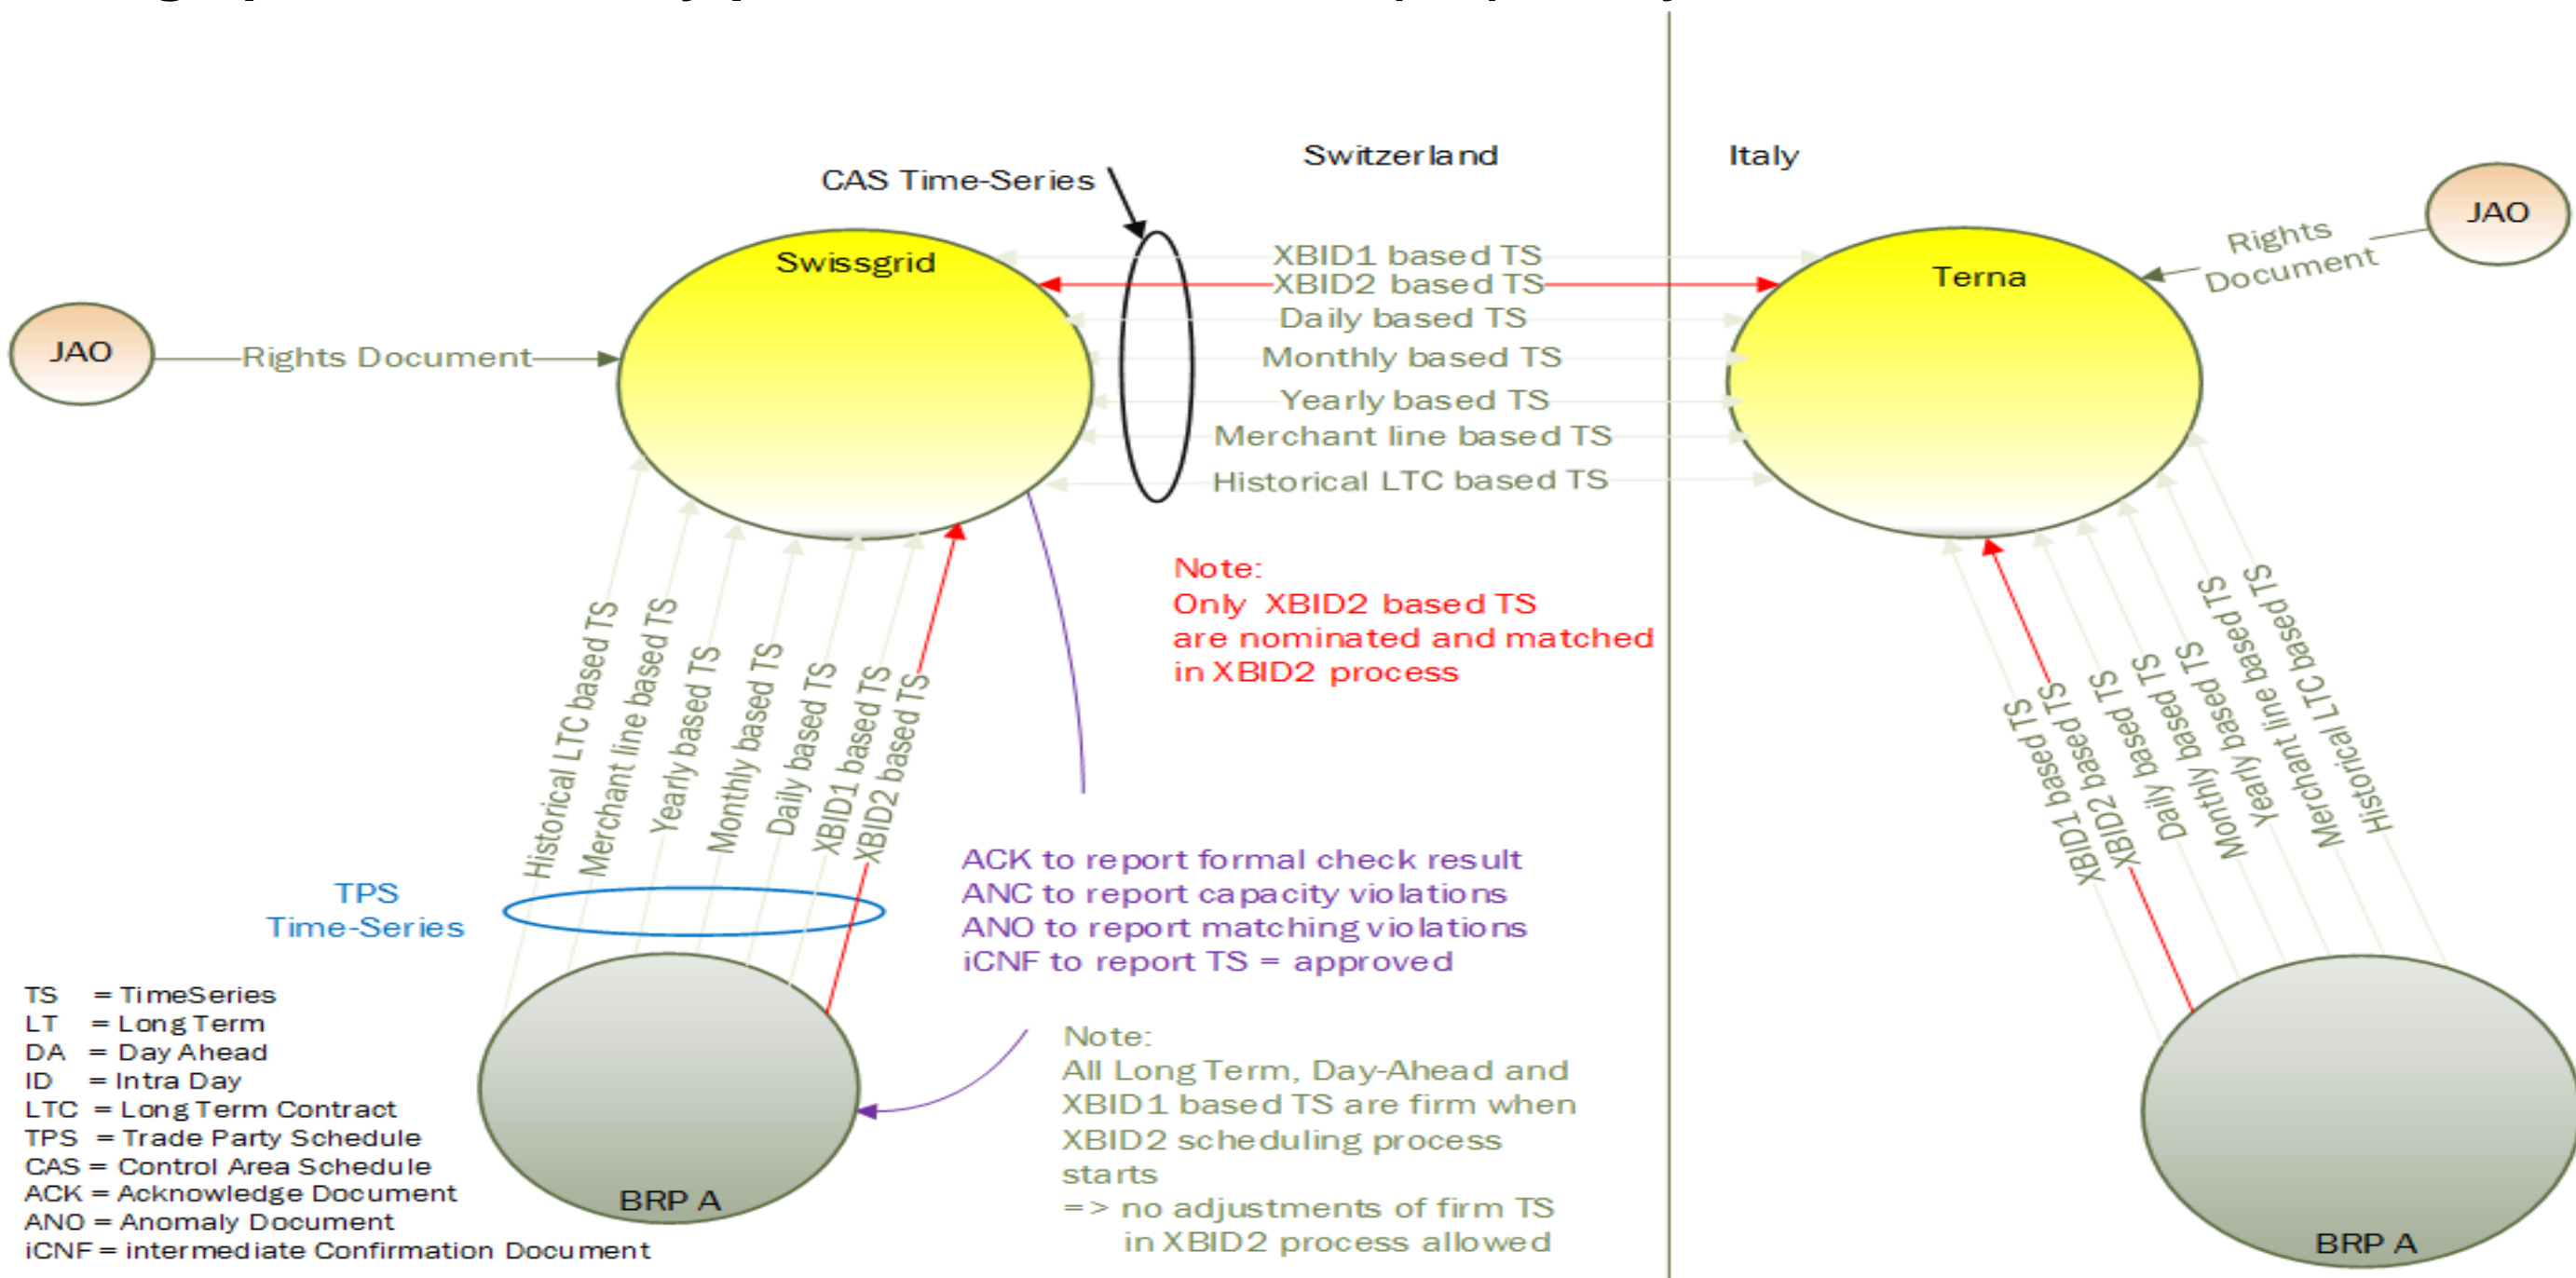 Switzerland
Italy
CAS Time-Series
JAO
Rights
Document
Swissgrid
Terna
XBID1 based TS
XBID2 based TS
Daily based TS
Monthly based TS
Yearly based TS
Merchant line based TS
Historical LTC based TS
JAO
Rights Document
Note:
Only XBID2 based TS
are nominated and matched
in XBID2 process
Historical LTC based TS
Merchant line based TS
Yearly based TS
Monthly based TS
Daily based TS
XBID1 based TS
XBID2 based TS
XBID1 based TS
XBID2 based TS
Daily based TS
Monthly based TS
Yearly based TS
Merchant line based TS
Historical LTC based TS
TPS
Time-Series
ACK to report formal check result
ANC to report capacity violations
ANO to report matching violations
iCNF to report TS = approved
TS = TimeSeries
LT = Long Term
DA = Day Ahead
ID = Intra Day
LTC = Long Term Contract
TPS = Trade Party Schedule
CAS = Control Area Schedule
ACK = Acknowledge Document
ANO = Anomaly Document
iCNF = intermediate Confirmation Document
BRP A
Note:
All Long Term, Day-Ahead and
XBID1 based TS are firm when
XBID2 scheduling process
starts
=> no adjustments of firm TS
in XBID2 process allowed
BRP A